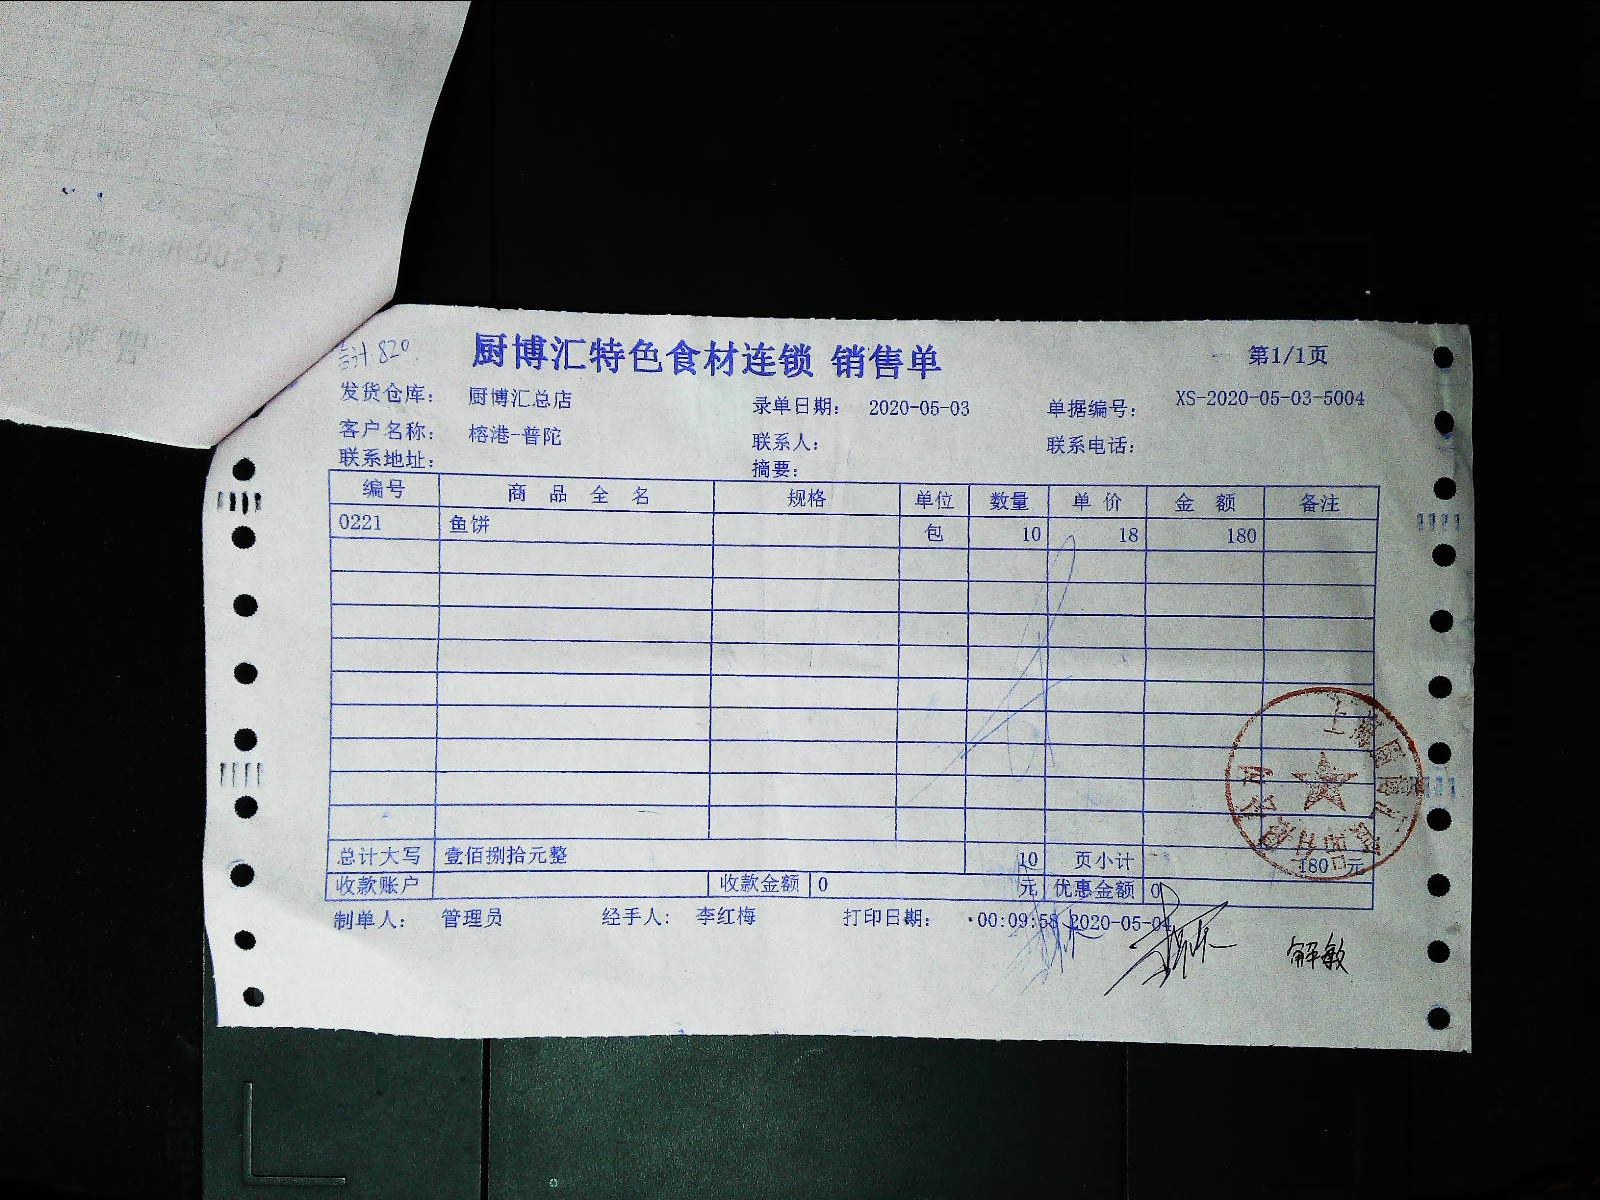 合计 820
厨博汇特色食材连锁 销售单 第1/1页
发货仓库： 厨博汇总店 录单日期： 2020-05-03 单据编号： XS-2020-05-03-5004
客户名称： 榕港-普陀 联系人： 联系电话：
联系地址： 摘要：
编号 商品全名 规格 单位 数量 单价 金额 备注
0221 鱼饼 包 10 18 180
总计大写 壹佰捌拾元整 10 页小计 180 元
收款账户 收款金额 0 元 优惠金额 0
制单人： 管理员 经手人： 李红梅 打印日期： 00:09:58 2020-05-04
解敏